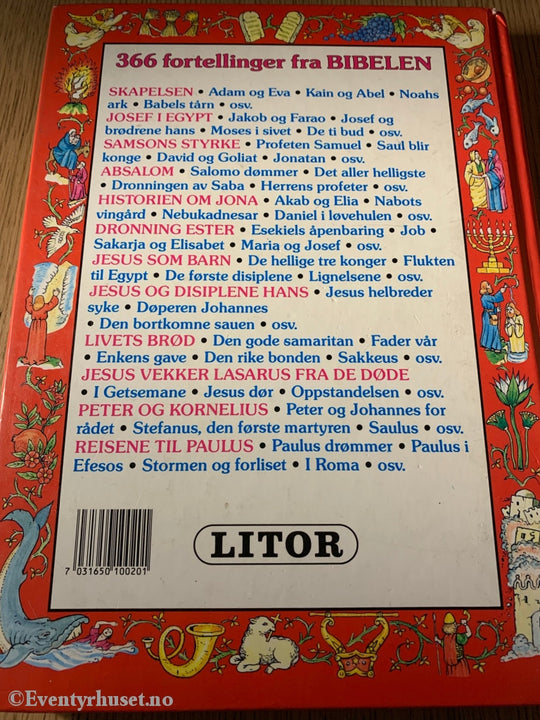 366 fortellinger fra BIBELEN
SKAPELSEN • Adam og Eva • Kain og Abel • Noahs
ark • Babels tårn • osv.
JOSEF I EGYPT • Jakob og Farao • Josef og
brødrene hans • Moses i sivet • De ti bud • osv.
SAMSONS STYRKE • Profeten Samuel • Saul blir
konge • David og Goliat • Jonatan • osv.
ABSALOM • Salomo dømmer • Det aller helligste
• Dronningen av Saba • Herrens profeter • osv.
HISTORIEN OM JONA • Akab og Elia • Nabots
vingård • Nebukadnesar • Daniel i løvehulen • osv.
DRONNING ESTER • Esekiels åpenbaring • Job •
Sakarja og Elisabet • Maria og Josef • osv.
JESUS SOM BARN • De hellige tre konger • Flukten
til Egypt • De første disiplene • Lignelsene • osv.
JESUS OG DISIPLENE HANS • Jesus helbreder
syke • Døperen Johannes
• Den bortkomne sauen • osv.
LIVETS BRØD • Den gode samaritan • Fader vår
• Enkens gave • Den rike bonden • Sakkeus • osv.
JESUS VEKKER LASARUS FRA DE DØDE
• I Getsemane • Jesus dør • Oppstandelsen • osv.
PETER OG KORNELIUS • Peter og Johannes for
rådet • Stefanus, den første martyren • Saulus • osv.
REISENE TIL PAULUS • Paulus drømmer • Paulus i
Efesos • Stormen og forliset • I Roma • osv.
LITOR
7 031650 100201
©Eventyrhuset.no